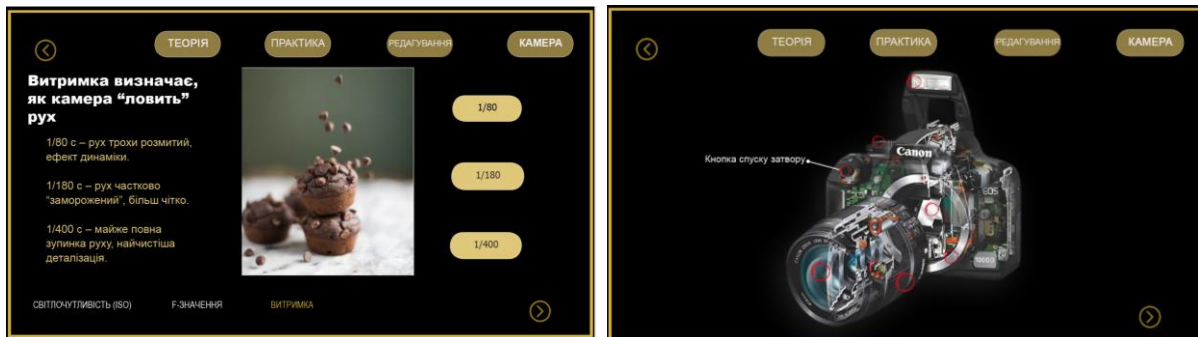 ТЕОРІЯ
ПРАКТИКА
РЕДАГУВАННЯ
КАМЕРА
Витримка визначає,
як камера “ловить”
рух
1/80 с – рух трохи розмитий,
ефект динаміки.
1/180 с – рух частково
“заморожений”, більш чітко.
1/400 с – майже повна
зупинка руху, найчистіша
деталізація.
1/80
1/180
1/400
СВІТЛОЧУТЛИВІСТЬ (ISO)
F-ЗНАЧЕННЯ
ВИТРИМКА
ТЕОРІЯ
ПРАКТИКА
РЕДАГУВАННЯ
КАМЕРА
Кнопка спуску затвору
Canon
EOS
1000D